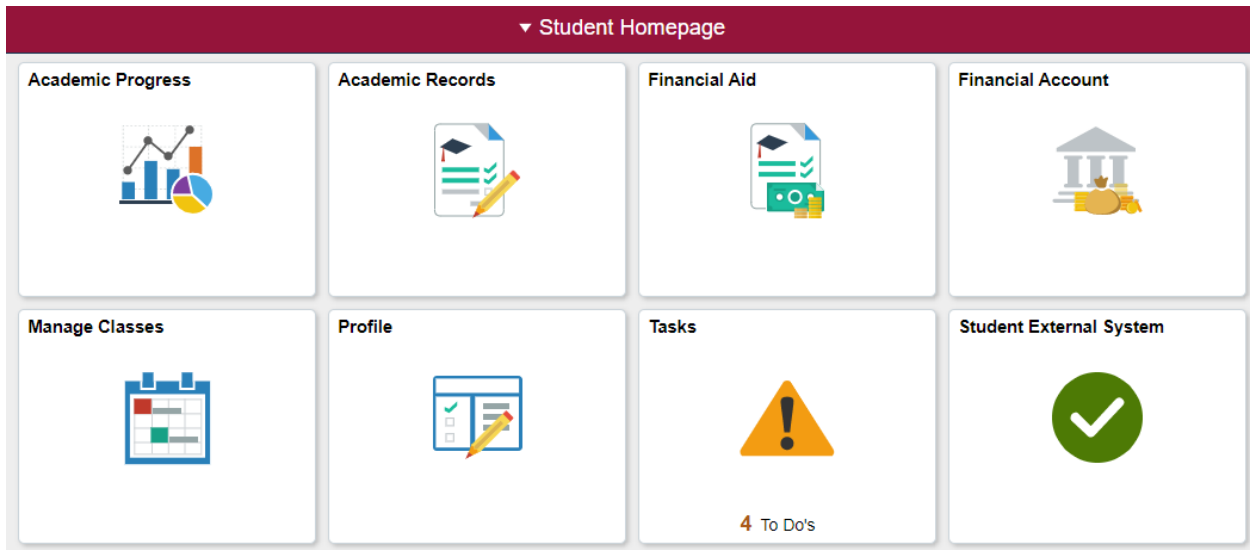 Student Homepage
Academic Progress
Academic Records
Financial Aid
Financial Account
Manage Classes
Profile
Tasks
4 To Do's
Student External System